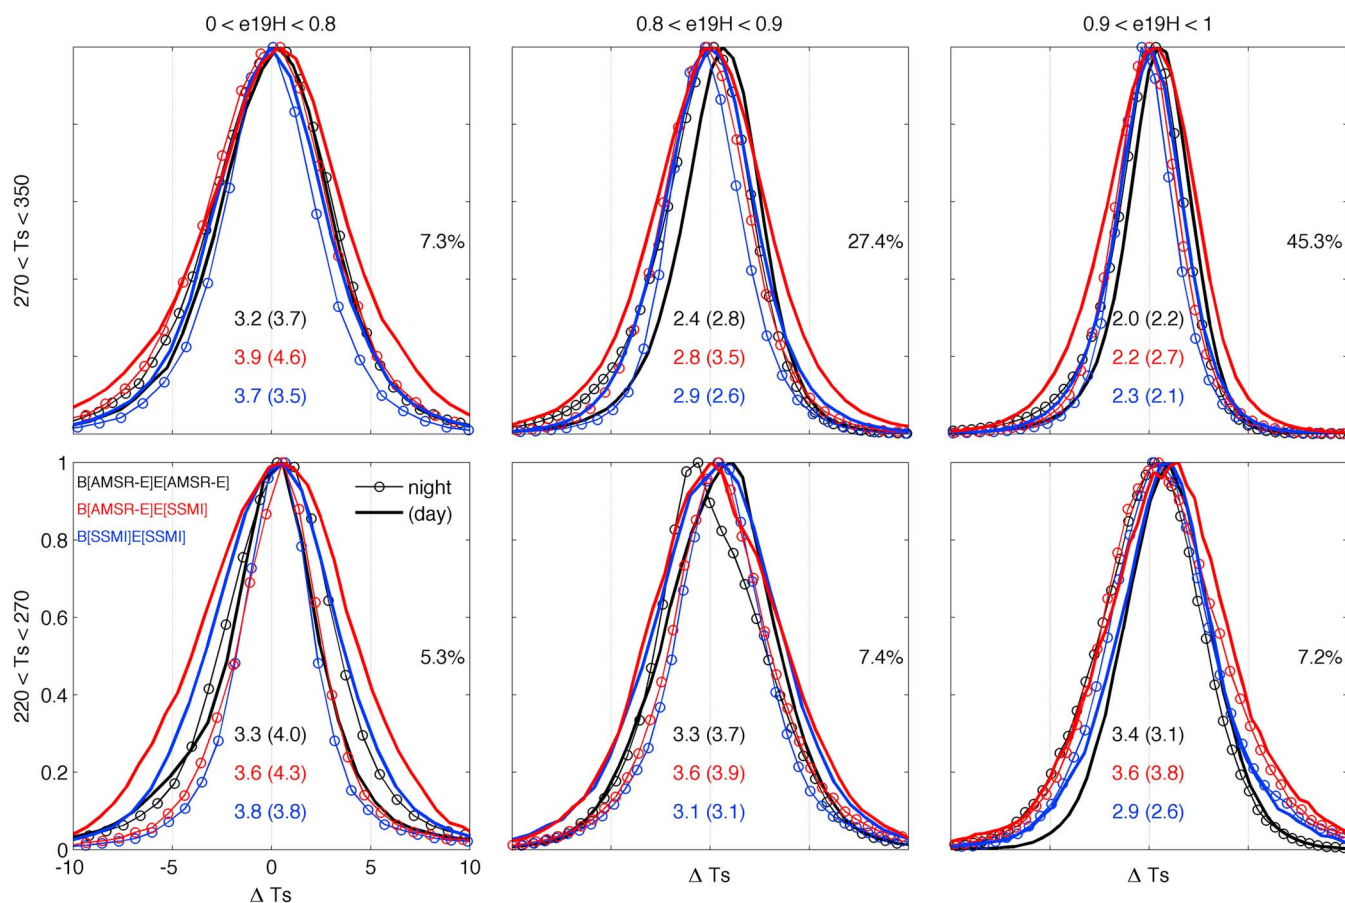 0 < e19H < 0.8
0.8 < e19H < 0.9
0.9 < e19H < 1
270 < Ts < 350
7.3%
3.2 (3.7)
3.9 (4.6)
3.7 (3.5)
27.4%
2.4 (2.8)
2.8 (3.5)
2.9 (2.6)
45.3%
2.0 (2.2)
2.2 (2.7)
2.3 (2.1)
220 < Ts < 270
1
0.8
0.6
0.4
0.2
0
B[AMSR-E]E[AMSR-E]
B[AMSR-E]E[SSMI]
B[SSMI]E[SSMI]
night
(day)
5.3%
3.3 (4.0)
3.6 (4.3)
3.8 (3.8)
-10
-5
0
5
10
Δ Ts
7.4%
3.3 (3.7)
3.6 (3.9)
3.1 (3.1)
Δ Ts
7.2%
3.4 (3.1)
3.6 (3.8)
2.9 (2.6)
Δ Ts